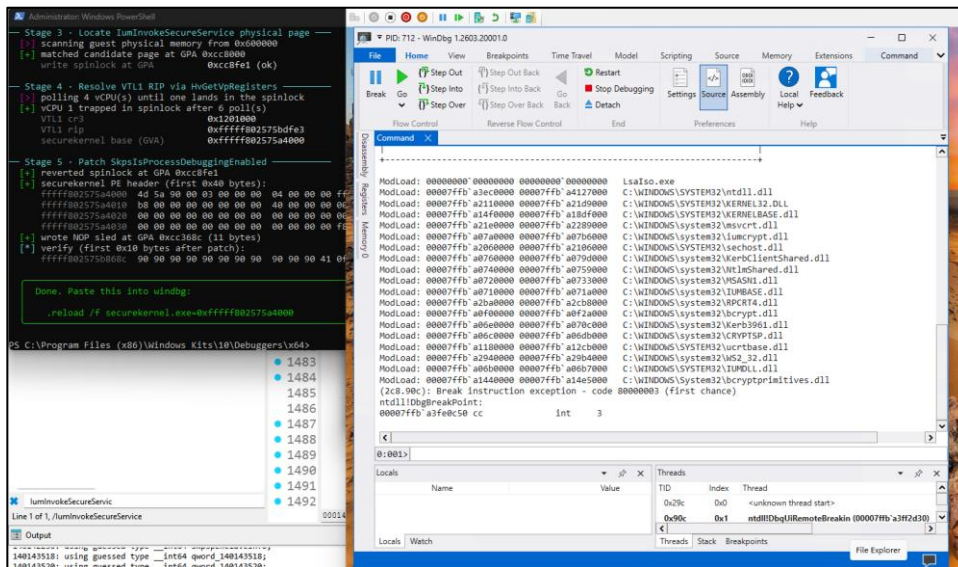 Administrator: Windows PowerShell
Stage 3 - Locate IumInvokeSecureService physical page
[>] scanning guest physical memory from 0x600000
[+] matched candidate page at GPA 0xcc8000
write spinlock at GPA 0xcc8fe1 (ok)
Stage 4 - Resolve VTL1 RIP via HvGetVpRegisters
[>] polling 4 vCPU(s) until one lands in the spinlock
[+] vCPU 1 trapped in spinlock after 6 poll(s)
VTL1 cr3 0x1201000
VTL1 rip 0xfffff802575bdfe3
securekernel base (GVA) 0xfffff802575a4000
Stage 5 - Patch SkpsIsProcessDebuggingEnabled
[+] reverted spinlock at GPA 0xcc8fe1
[+] securekernel PE header (first 0x40 bytes):
fffff802575a4000 4d 5a 90 00 03 00 00 00 04 00 00 00 ff
fffff802575a4010 b8 00 00 00 00 00 00 00 40 00 00 00 00
fffff802575a4020 00 00 00 00 00 00 00 00 00 00 00 00 00
fffff802575a4030 00 00 00 00 00 00 00 00 00 00 00 00
[+] wrote NOP sled at GPA 0xcc368c (11 bytes)
[*] verify (first 0x10 bytes after patch):
fffff802575b868c 90 90 90 90 90 90 90 90 90 90 90 41
Done. Paste this into windbg:
.reload /f securekernel.exe=0xfffff802575a4000
PS C:\Program Files (x86)\Windows Kits\10\Debuggers\x64>
1483
1484
1485
1486
1487
1488
1489
1490
1491
1492
IumInvokeSecureServic
Line 1 of 1, /IumInvokeSecureService
00014
Output
140143518: using guessed type __int64 qword_140143518;
PID: 712 - WinDbg 1.2603.20001.0
File Home View Breakpoints Time Travel Model Scripting Source Memory Extensions Command
Break
Go
Step Out
Step Into
Step Over
Step Out Back
Step Into Back
Step Over Back
Go Back
Restart
Stop Debugging
Detach
Settings
Source
Assembly
Local Help
Feedback
Flow Control Reverse Flow Control End Preferences Help
Command
Disassembly Registers Memory 0
ModLoad: 00000000`00000000 00000000`00000000 LsaIso.exe
ModLoad: 00007ffb`a3ec0000 00007ffb`a4127000 C:\WINDOWS\SYSTEM32\ntdll.dll
ModLoad: 00007ffb`a2110000 00007ffb`a21d9000 C:\WINDOWS\SYSTEM32\KERNEL32.DLL
ModLoad: 00007ffb`a14f0000 00007ffb`a18df000 C:\WINDOWS\SYSTEM32\KERNELBASE.dll
ModLoad: 00007ffb`a21e0000 00007ffb`a2289000 C:\WINDOWS\system32\msvcrt.dll
ModLoad: 00007ffb`a07a0000 00007ffb`a07b6000 C:\WINDOWS\system32\iumcrypt.dll
ModLoad: 00007ffb`a2060000 00007ffb`a2106000 C:\WINDOWS\system32\sechost.dll
ModLoad: 00007ffb`a0760000 00007ffb`a079d000 C:\WINDOWS\system32\KerbClientShared.dll
ModLoad: 00007ffb`a0740000 00007ffb`a0759000 C:\WINDOWS\system32\NtlmShared.dll
ModLoad: 00007ffb`a0720000 00007ffb`a0733000 C:\WINDOWS\system32\MSASN1.dll
ModLoad: 00007ffb`a0710000 00007ffb`a071a000 C:\WINDOWS\system32\IUMBASE.dll
ModLoad: 00007ffb`a2ba0000 00007ffb`a2cb8000 C:\WINDOWS\system32\RPCRT4.dll
ModLoad: 00007ffb`a0f00000 00007ffb`a0f2a000 C:\WINDOWS\system32\bcrypt.dll
ModLoad: 00007ffb`a06e0000 00007ffb`a070c000 C:\WINDOWS\System32\Kerb3961.dll
ModLoad: 00007ffb`a06c0000 00007ffb`a06db000 C:\WINDOWS\System32\CRYPTSP.dll
ModLoad: 00007ffb`a1180000 00007ffb`a12cb000 C:\WINDOWS\System32\ucrtbase.dll
ModLoad: 00007ffb`a2940000 00007ffb`a29b4000 C:\WINDOWS\System32\WS2_32.dll
ModLoad: 00007ffb`a06b0000 00007ffb`a06b7000 C:\WINDOWS\System32\IUMDLL.dll
ModLoad: 00007ffb`a1440000 00007ffb`a14e5000 C:\WINDOWS\System32\bcryptprimitives.dll
(2c8.90c): Break instruction exception - code 80000003 (first chance)
ntdll!DbgBreakPoint:
00007ffb`a3fe0c50 cc int 3
0:001>
Locals
Name Value
Locals Watch
Threads
TID Index Thread
0x29c 0x0 <unknown thread start>
0x90c 0x1 ntdll!DbgUiRemoteBreakin (00007ffb`a3ff2d30)
Threads Stack Breakpoints
File Explorer